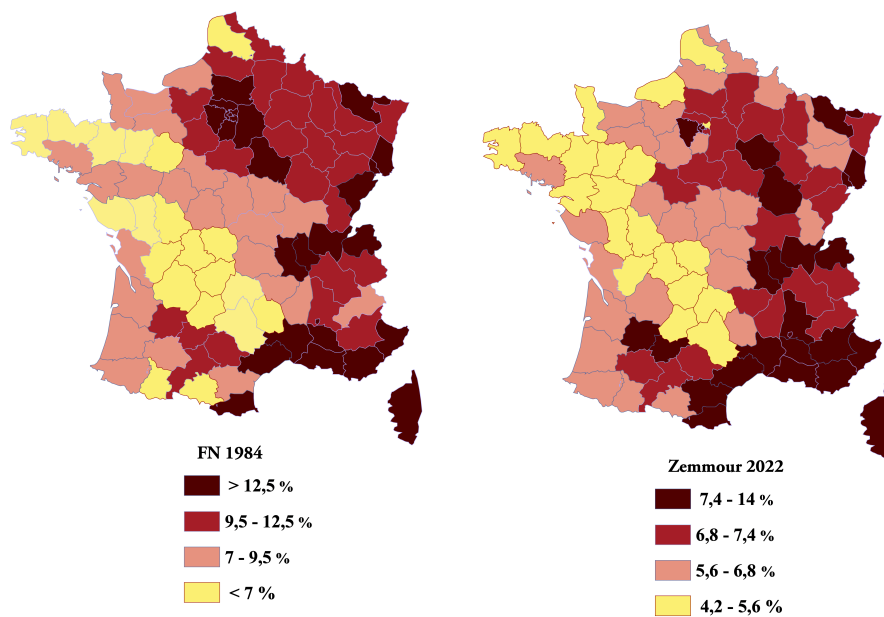 FN 1984
> 12,5 %
9,5 - 12,5 %
7 - 9,5 %
< 7 %
Zemmour 2022
7,4 - 14 %
6,8 - 7,4 %
5,6 - 6,8 %
4,2 - 5,6 %